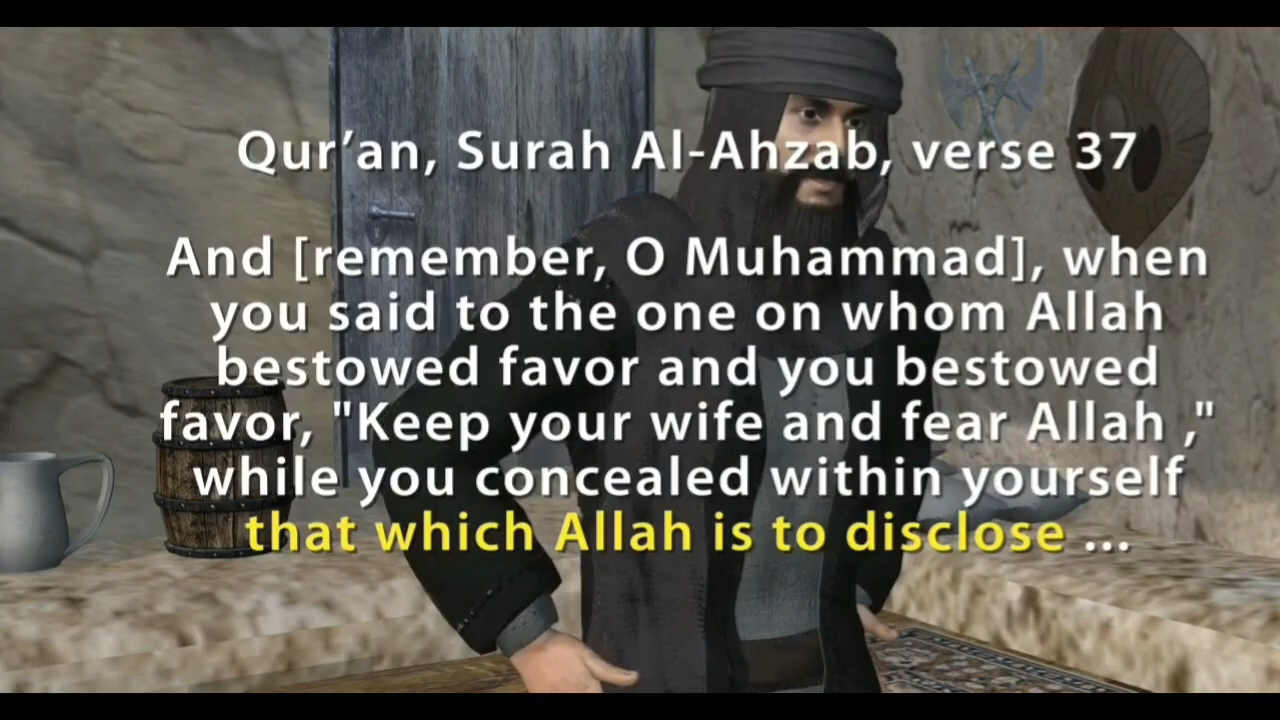 Qur’an, Surah Al-Ahzab, verse 37
And [remember, O Muhammad], when
you said to the one on whom Allah
bestowed favor and you bestowed
favor, "Keep your wife and fear Allah ,"
while you concealed within yourself
that which Allah is to disclose ...